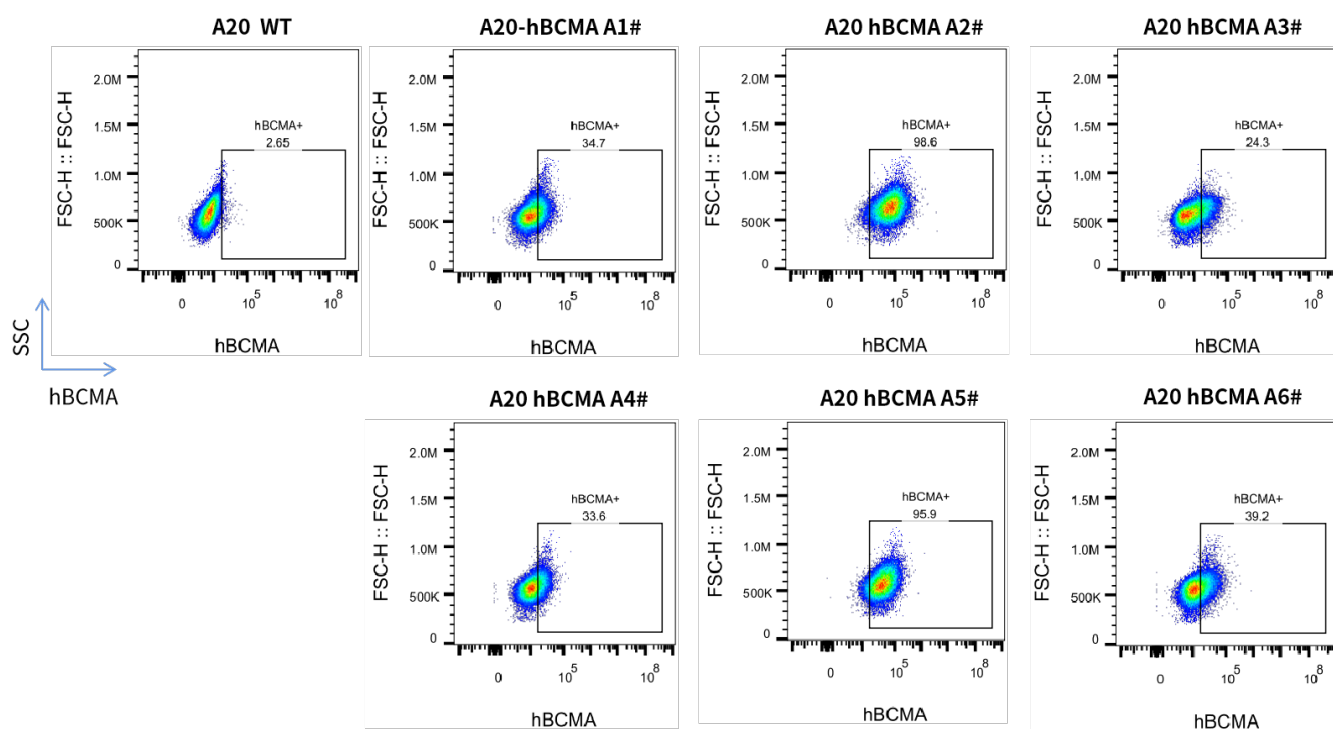 A20 WT
FSC-H :: FSC-H
2.0M
1.5M
1.0M
500K
0
hBCMA+
2.65
0
10^5
10^8
hBCMA
A20-hBCMA A1#
FSC-H :: FSC-H
2.0M
1.5M
1.0M
500K
0
hBCMA+
34.7
0
10^5
10^8
hBCMA
A20 hBCMA A2#
FSC-H :: FSC-H
2.0M
1.5M
1.0M
500K
0
hBCMA+
98.6
0
10^5
10^8
hBCMA
A20 hBCMA A3#
FSC-H :: FSC-H
2.0M
1.5M
1.0M
500K
0
hBCMA+
24.3
0
10^5
10^8
hBCMA
SSC
hBCMA
A20 hBCMA A4#
FSC-H :: FSC-H
2.0M
1.5M
1.0M
500K
0
hBCMA+
33.6
0
10^5
10^8
hBCMA
A20 hBCMA A5#
FSC-H :: FSC-H
2.0M
1.5M
1.0M
500K
0
hBCMA+
95.9
0
10^5
10^8
hBCMA
A20 hBCMA A6#
FSC-H :: FSC-H
2.0M
1.5M
1.0M
500K
0
hBCMA+
39.2
0
10^5
10^8
hBCMA